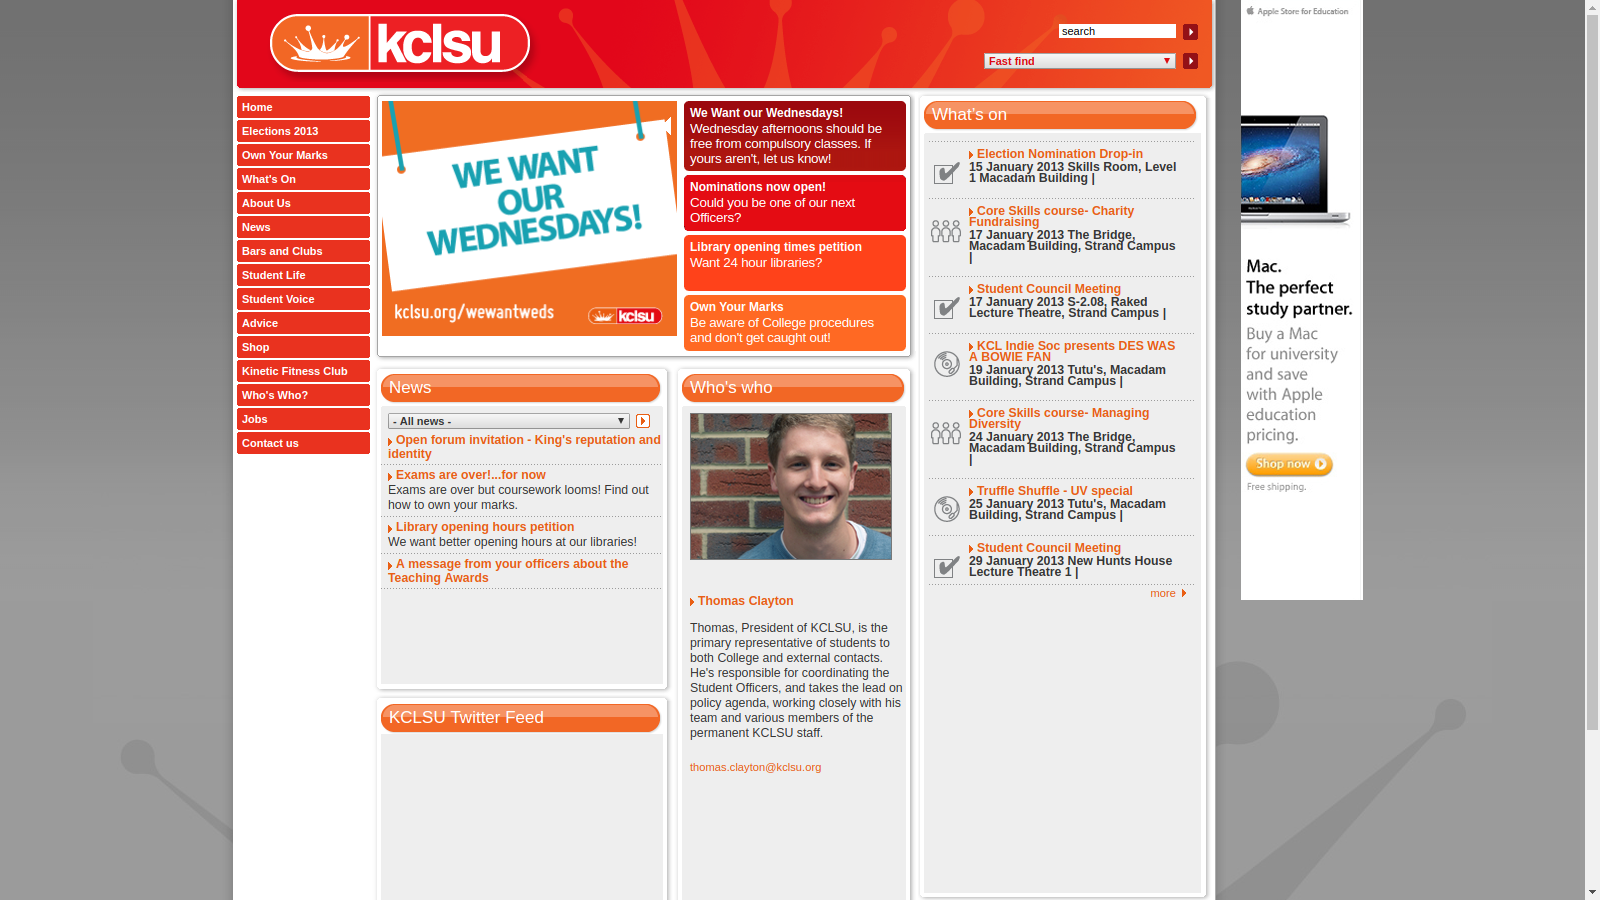 kclsu
search
Fast find
Home
Elections 2013
Own Your Marks
What's On
About Us
News
Bars and Clubs
Student Life
Student Voice
Advice
Shop
Kinetic Fitness Club
Who's Who?
Jobs
Contact us
WE WANT
OUR
WEDNESDAYS!
kclsu.org/wewantweds
kclsu
We Want our Wednesdays!
Wednesday afternoons should be
free from compulsory classes. If
yours aren't, let us know!
Nominations now open!
Could you be one of our next
Officers?
Library opening times petition
Want 24 hour libraries?
Own Your Marks
Be aware of College procedures
and don't get caught out!
News
- All news -
Open forum invitation - King's reputation and
identity
Exams are over!...for now
Exams are over but coursework looms! Find out
how to own your marks.
Library opening hours petition
We want better opening hours at our libraries!
A message from your officers about the
Teaching Awards
KCLSU Twitter Feed
Who's who
Thomas Clayton
Thomas, President of KCLSU, is the
primary representative of students to
both College and external contacts.
He's responsible for coordinating the
Student Officers, and takes the lead on
policy agenda, working closely with his
team and various members of the
permanent KCLSU staff.
thomas.clayton@kclsu.org
What's on
Election Nomination Drop-in
15 January 2013 Skills Room, Level
1 Macadam Building |
Core Skills course- Charity
Fundraising
17 January 2013 The Bridge,
Macadam Building, Strand Campus
|
Student Council Meeting
17 January 2013 S-2.08, Raked
Lecture Theatre, Strand Campus |
KCL Indie Soc presents DES WAS
A BOWIE FAN
19 January 2013 Tutu's, Macadam
Building, Strand Campus |
Core Skills course- Managing
Diversity
24 January 2013 The Bridge,
Macadam Building, Strand Campus
|
Truffle Shuffle - UV special
25 January 2013 Tutu's, Macadam
Building, Strand Campus |
Student Council Meeting
29 January 2013 New Hunts House
Lecture Theatre 1 |
more
Apple Store for Education
Mac.
The perfect
study partner.
Buy a Mac
for university
and save
with Apple
education
pricing.
Shop now
Free shipping.